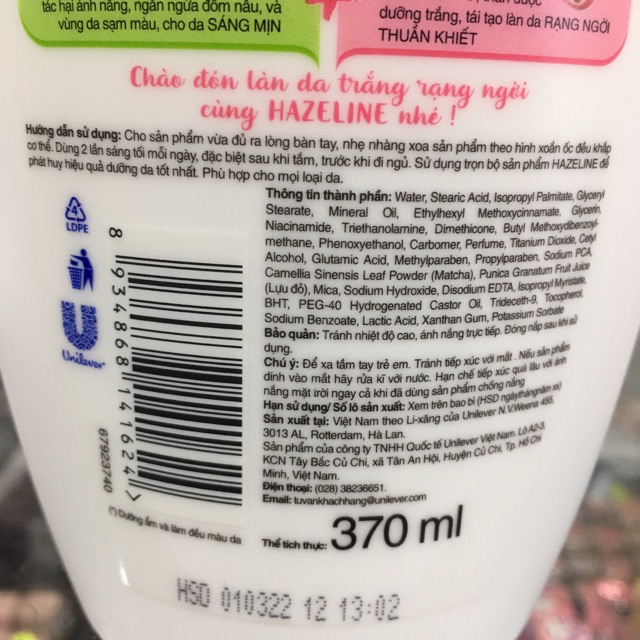 tác hại ánh nắng, ngăn ngừa đốm nâu, và
vùng da sạm màu, cho da SÁNG MỊN
dưỡng trắng, tái tạo làn da RẠNG NGỜI
THUẦN KHIẾT
Chào đón làn da trắng rạng ngời
cùng HAZELINE nhé !
Hướng dẫn sử dụng: Cho sản phẩm vừa đủ ra lòng bàn tay, nhẹ nhàng xoa sản phẩm theo hình xoắn ốc đều khắp
cơ thể. Dùng 2 lần sáng tối mỗi ngày, đặc biệt sau khi tắm, trước khi đi ngủ. Sử dụng trọn bộ sản phẩm HAZELINE để
phát huy hiệu quả dưỡng da tốt nhất. Phù hợp cho mọi loại da.
4
LDPE
Unilever
8 934868 141624
67923740
(*) Dưỡng ẩm và làm đều màu da
Thông tin thành phần: Water, Stearic Acid, Isopropyl Palmitate, Glyceryl
Stearate, Mineral Oil, Ethylhexyl Methoxycinnamate, Glycerin,
Niacinamide, Triethanolamine, Dimethicone, Butyl Methoxydibenzoyl-
methane, Phenoxyethanol, Carbomer, Perfume, Titanium Dioxide, Cetyl
Alcohol, Glutamic Acid, Methylparaben, Propylparaben, Sodium PCA,
Camellia Sinensis Leaf Powder (Matcha), Punica Granatum Fruit Juice
(Lựu đỏ), Mica, Sodium Hydroxide, Disodium EDTA, Isopropyl Myristate,
BHT, PEG-40 Hydrogenated Castor Oil, Trideceth-9, Tocopherol,
Sodium Benzoate, Lactic Acid, Xanthan Gum, Potassium Sorbate
Bảo quản: Tránh nhiệt độ cao, ánh nắng trực tiếp. Đóng nắp sau khi sử
dụng.
Chú ý: Để xa tầm tay trẻ em. Tránh tiếp xúc với mắt . Nếu sản phẩm
dính vào mắt hãy rửa kĩ với nước. Hạn chế tiếp xúc quá lâu với ánh
nắng mặt trời ngay cả khi đã dùng sản phẩm chống nắng
Hạn sử dụng/ Số lô sản xuất: Xem trên bao bì (HSD ngàythángnăm xx)
Sản xuất tại: Việt Nam theo Li-xăng của Unilever N.V.Weena 455,
3013 AL, Rotterdam, Hà Lan.
Sản phẩm của công ty TNHH Quốc tế Unilever Việt Nam. Lô A2-3,
KCN Tây Bắc Củ Chi, xã Tân An Hội, Huyện Củ Chi, Tp. Hồ Chí
Minh, Việt Nam.
Điện thoại: (028) 38236651.
Email: tuvankhachhang@unilever.com
Thể tích thực: 370 ml
HSD 010322 12 13:02